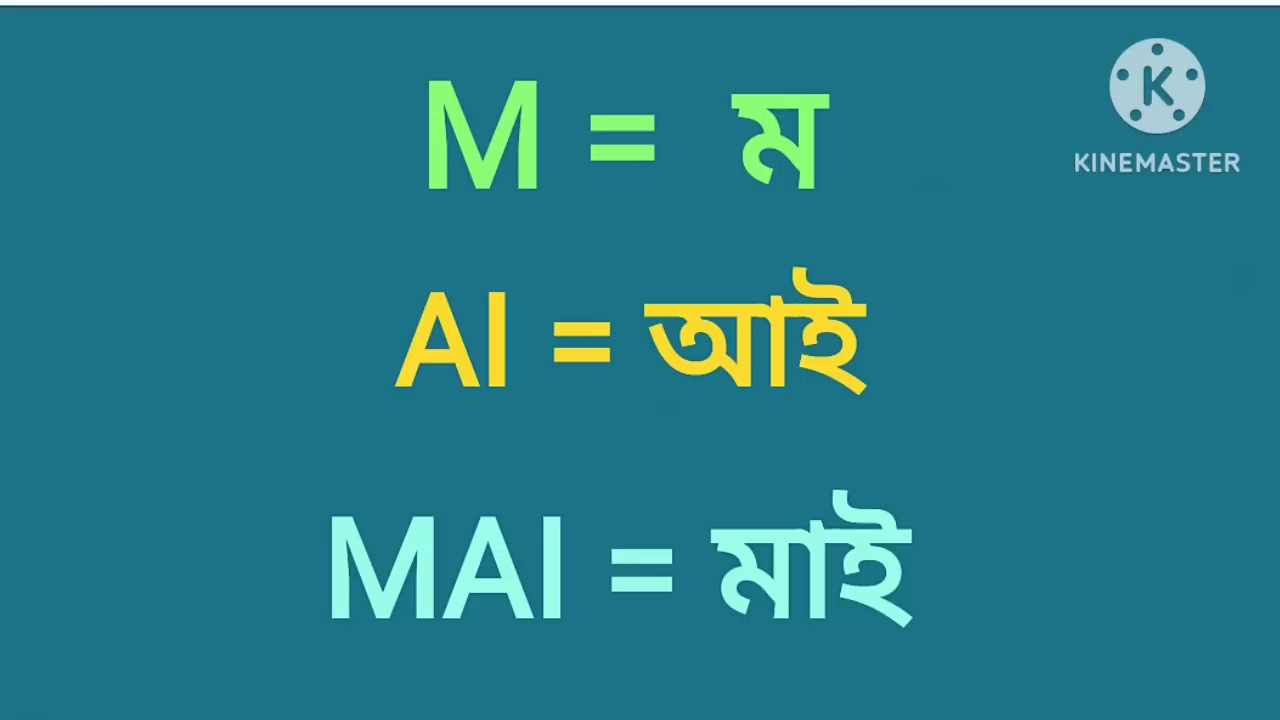 M = ম
K
KINEMASTER
AI = আই
MAI = মাই